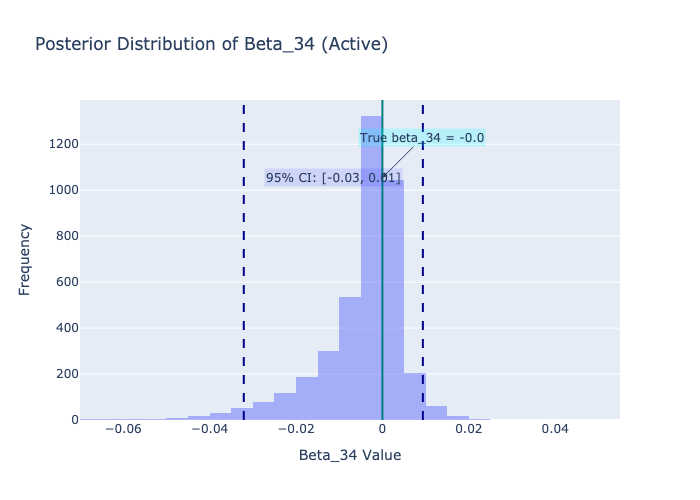 Posterior Distribution of Beta_34 (Active)
True beta_34 = -0.0
95% CI: [-0.03, 0.01]
Frequency
1200
1000
800
600
400
200
0
−0.06 −0.04 −0.02 0 0.02 0.04
Beta_34 Value